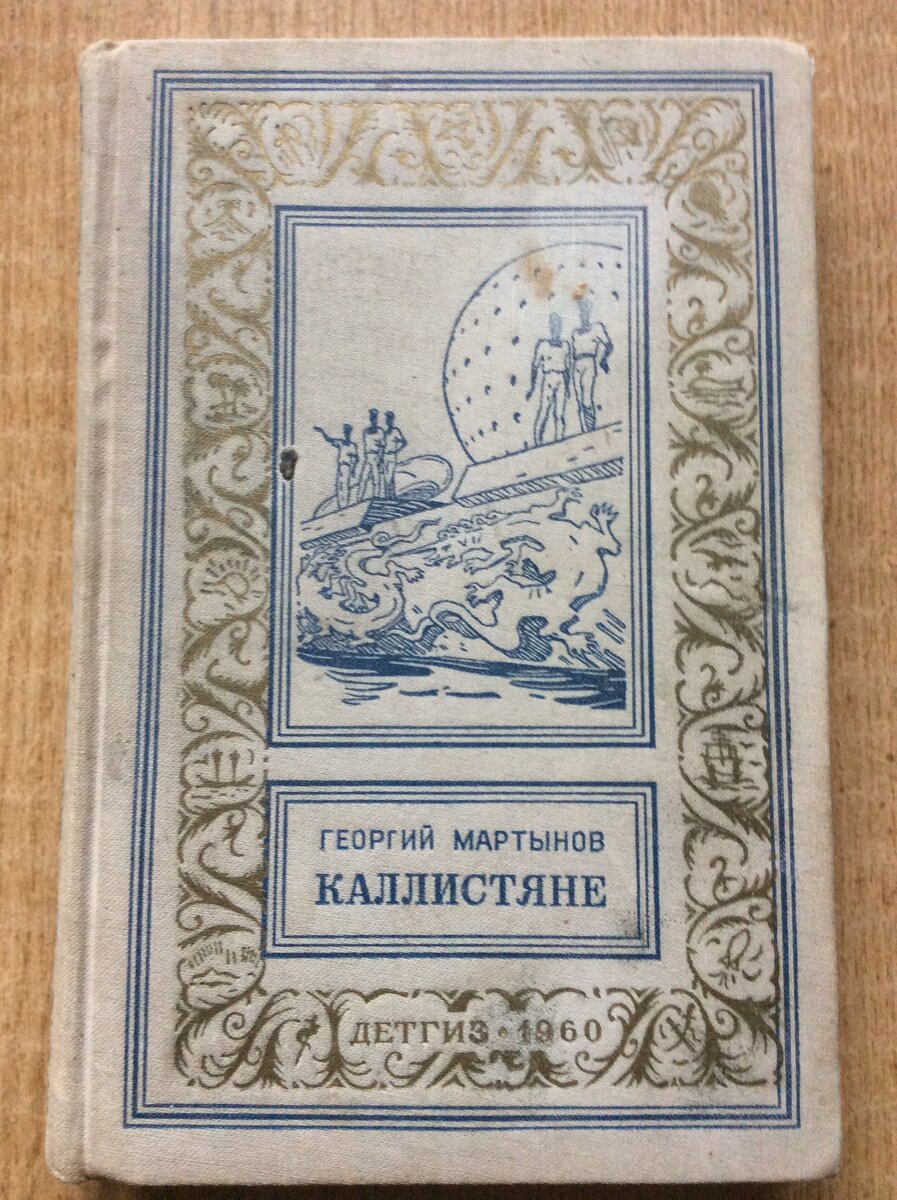 ГЕОРГИЙ МАРТЫНОВ
КАЛЛИСТЯНЕ
ДЕТГИЗ · 1960